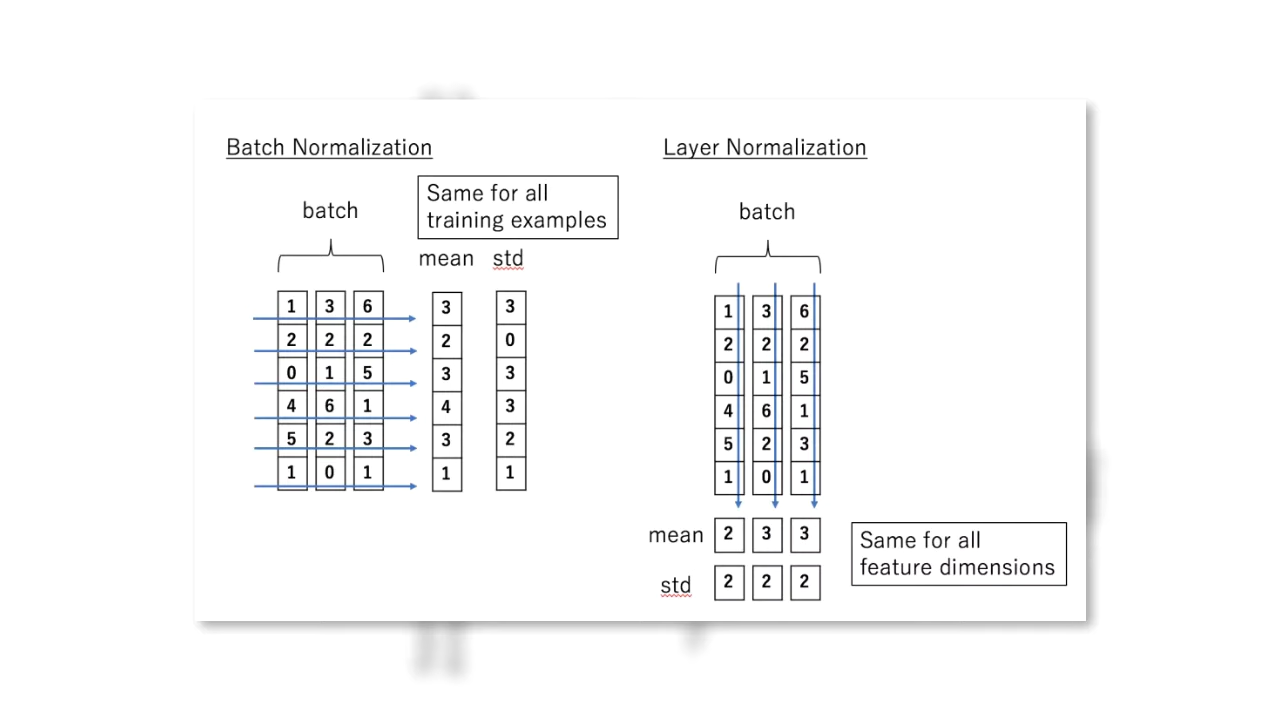 Batch Normalization
Same for all
training examples
batch
mean std
1 3 6 3 3
2 2 2 2 0
0 1 5 3 3
4 6 1 4 3
5 2 3 3 2
1 0 1 1 1
Layer Normalization
batch
1 3 6
2 2 2
0 1 5
4 6 1
5 2 3
1 0 1
mean 2 3 3
std 2 2 2
Same for all
feature dimensions